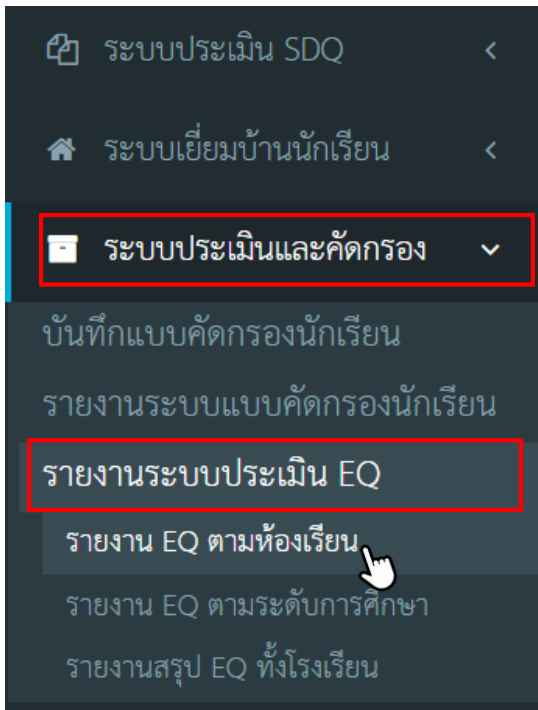 ระบบประเมิน SDQ
ระบบเยี่ยมบ้านนักเรียน
ระบบประเมินและคัดกรอง
บันทึกแบบคัดกรองนักเรียน
รายงานระบบแบบคัดกรองนักเรียน
รายงานระบบประเมิน EQ
รายงาน EQ ตามห้องเรียน
รายงาน EQ ตามระดับการศึกษา
รายงานสรุป EQ ทั้งโรงเรียน